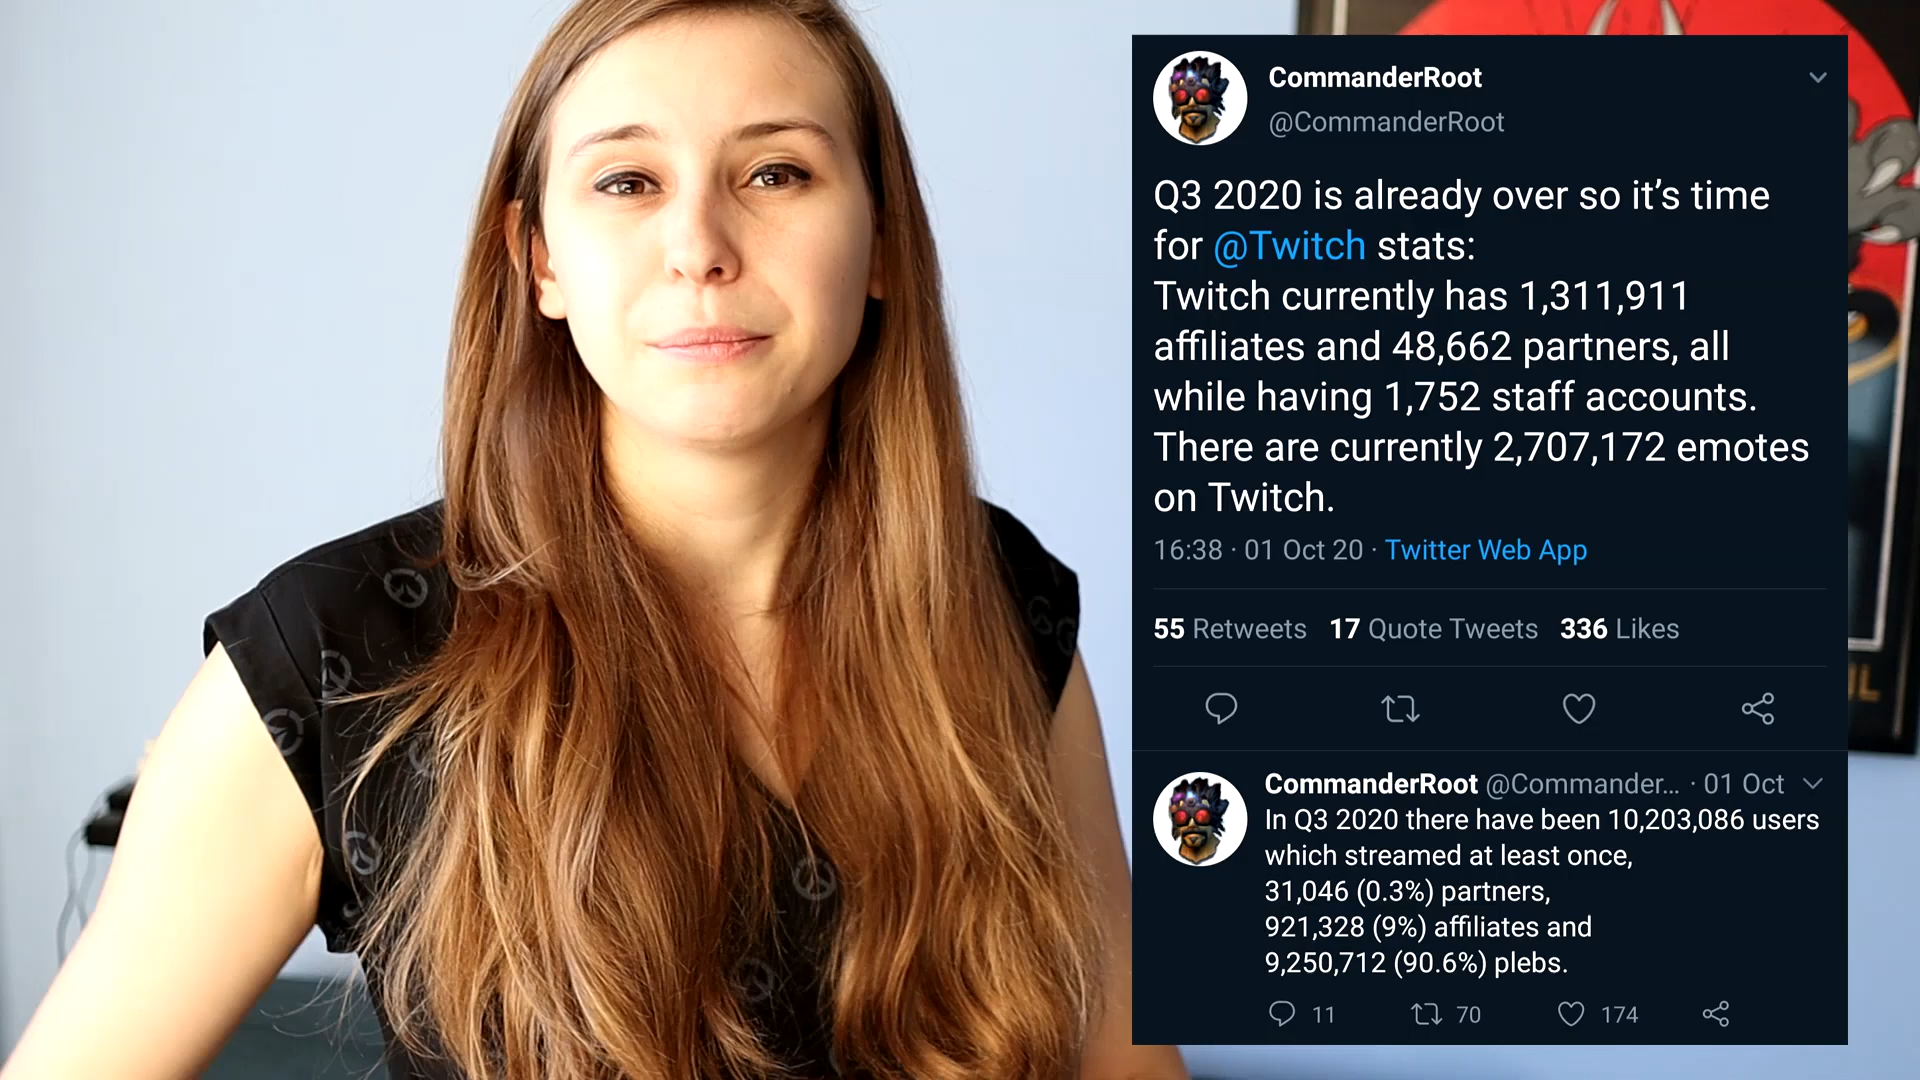 CommanderRoot
@CommanderRoot
Q3 2020 is already over so it’s time
for @Twitch stats:
Twitch currently has 1,311,911
affiliates and 48,662 partners, all
while having 1,752 staff accounts.
There are currently 2,707,172 emotes
on Twitch.
16:38 · 01 Oct 20 · Twitter Web App
55 Retweets 17 Quote Tweets 336 Likes
CommanderRoot @Commander... · 01 Oct
In Q3 2020 there have been 10,203,086 users
which streamed at least once,
31,046 (0.3%) partners,
921,328 (9%) affiliates and
9,250,712 (90.6%) plebs.
11 70 174